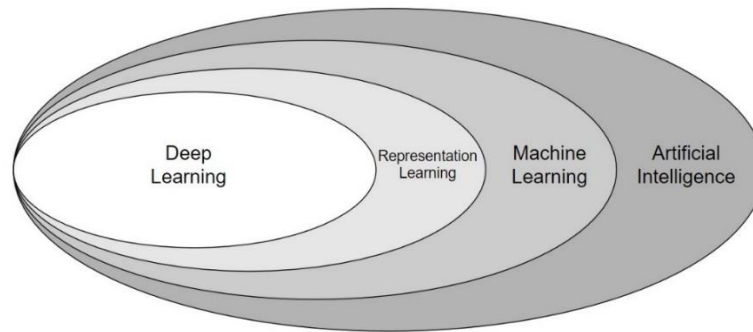 Deep
Learning
Representation
Learning
Machine
Learning
Artificial
Intelligence